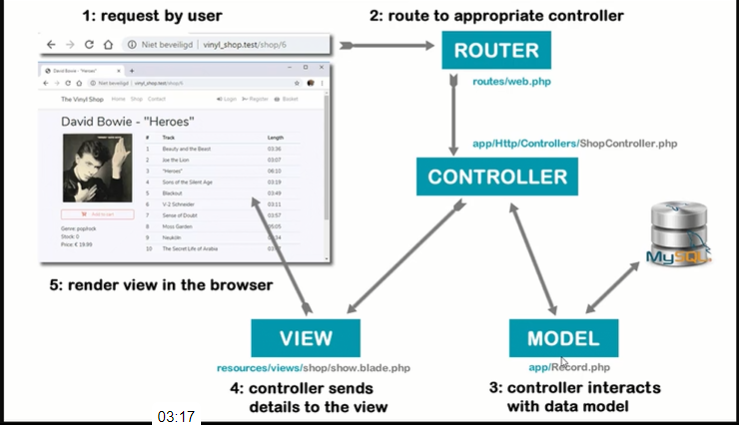 1: request by user
2: route to appropriate controller
Niet beveiligd | vinyl_shop.test/shop/6
ROUTER
routes/web.php
David Bowie - "Heroes"
Niet beveiligd | vinyl_shop.test/shop/6
The Vinyl Shop Home Shop Contact Login Register Basket
David Bowie - "Heroes"
# Track Length
1 Beauty and the Beast 03:36
2 Joe the Lion 03:07
3 "Heroes" 06:10
4 Sons of the Silent Age 03:19
5 Blackout 03:49
6 V-2 Schneider 03:11
7 Sense of Doubt 03:57
8 Moss Garden 05:05
9 Neuköln
10 The Secret Life of Arabia
Add to cart
Genre: pop/rock
Stock: 0
Price: € 19.99
app/Http/Controllers/ShopController.php
CONTROLLER
MySQL
5: render view in the browser
VIEW
MODEL
resources/views/shop/show.blade.php
app/Record.php
4: controller sends
details to the view
3: controller interacts
with data model
03:17